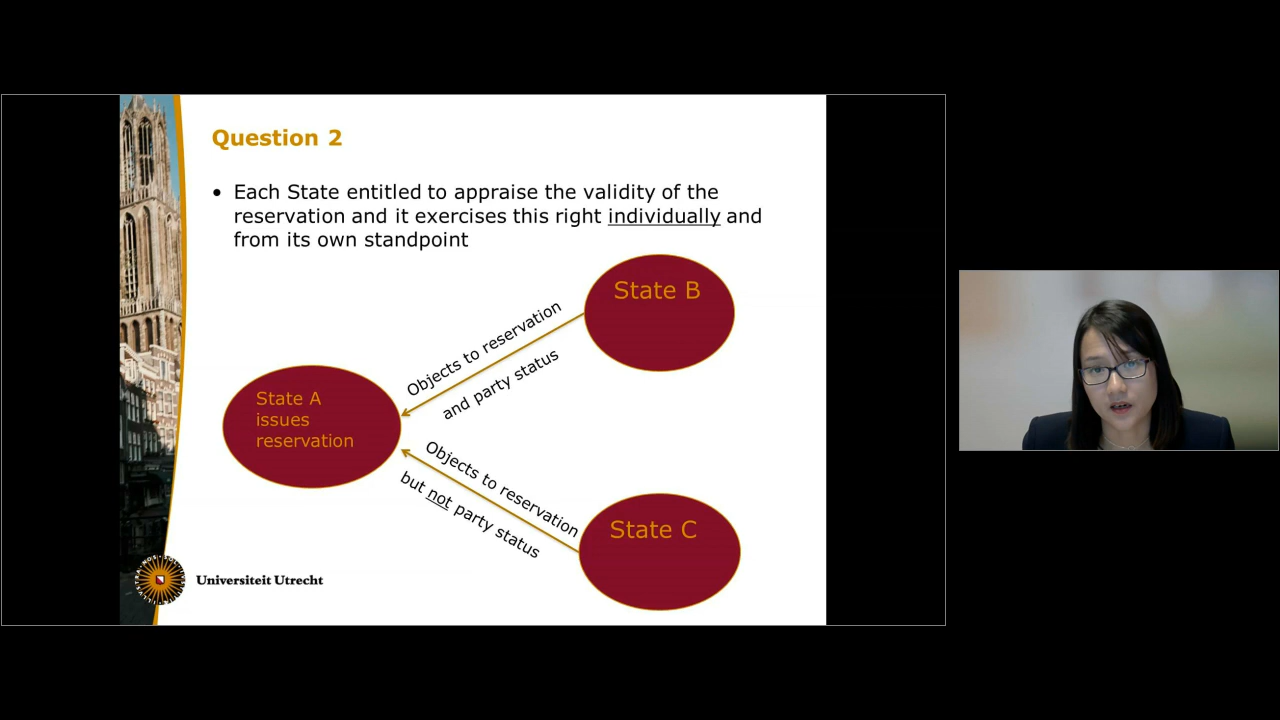 Question 2
• Each State entitled to appraise the validity of the
reservation and it exercises this right individually and
from its own standpoint
State B
Objects to reservation
and party status
State A
issues
reservation
Objects to reservation
but not party status
State C
Universiteit Utrecht